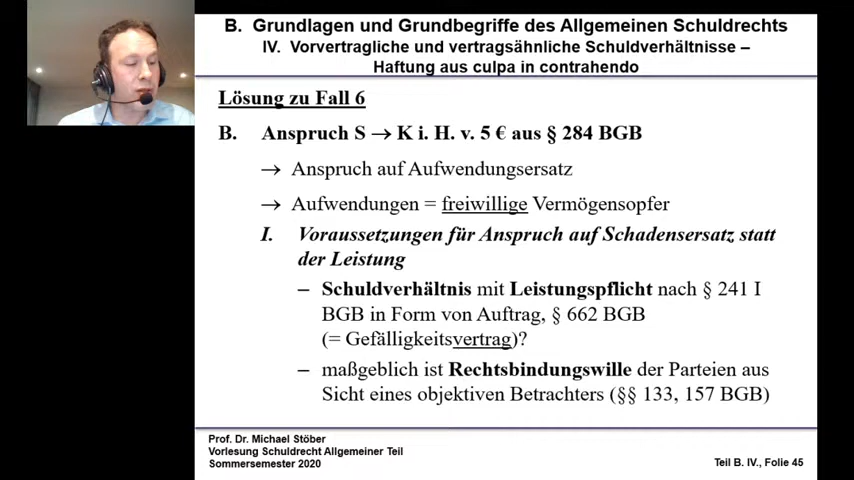 B. Grundlagen und Grundbegriffe des Allgemeinen Schuldrechts
IV. Vorvertragliche und vertragsähnliche Schuldverhältnisse –
Haftung aus culpa in contrahendo
Lösung zu Fall 6
B. Anspruch S → K i. H. v. 5 € aus § 284 BGB
→ Anspruch auf Aufwendungsersatz
→ Aufwendungen = freiwillige Vermögensopfer
I. Voraussetzungen für Anspruch auf Schadensersatz statt
der Leistung
– Schuldverhältnis mit Leistungspflicht nach § 241 I
BGB in Form von Auftrag, § 662 BGB
(= Gefälligkeitsvertrag)?
– maßgeblich ist Rechtsbindungswille der Parteien aus
Sicht eines objektiven Betrachters (§§ 133, 157 BGB)
Prof. Dr. Michael Stöber
Vorlesung Schuldrecht Allgemeiner Teil
Sommersemester 2020
Teil B. IV., Folie 45